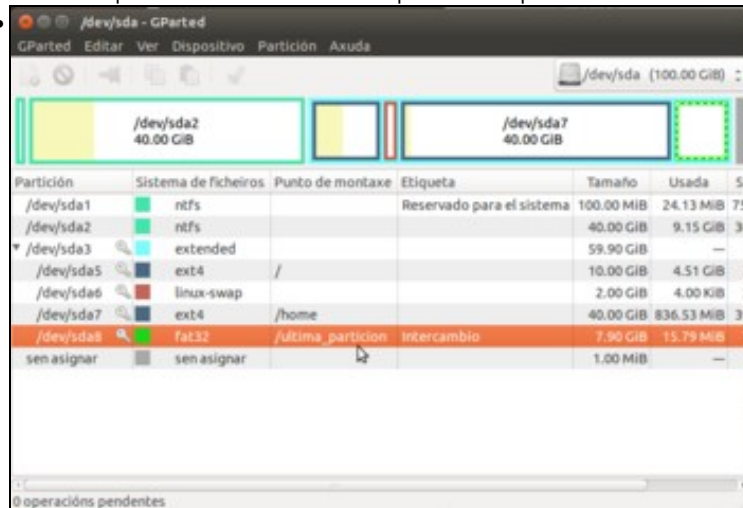 /dev/sda - GParted
GParted Editar Ver Dispositivo Partición Axuda
/dev/sda (100.00 GiB)
/dev/sda2
40.00 GiB
/dev/sda7
40.00 GiB
Partición Sistema de ficheiros Punto de montaxe Etiqueta Tamaño Usada
/dev/sda1 ntfs Reservado para el sistema 100.00 MiB 24.13 MiB
/dev/sda2 ntfs 40.00 GiB 9.15 GiB
/dev/sda3 extended 59.90 GiB —
/dev/sda5 ext4 / 10.00 GiB 4.51 GiB
/dev/sda6 linux-swap 2.00 GiB 4.00 KiB
/dev/sda7 ext4 /home 40.00 GiB 836.53 MiB
/dev/sda8 fat32 /ultima_particion Intercambio 7.90 GiB 15.79 MiB
sen asignar sen asignar 1.00 MiB —
0 operacións pendentes